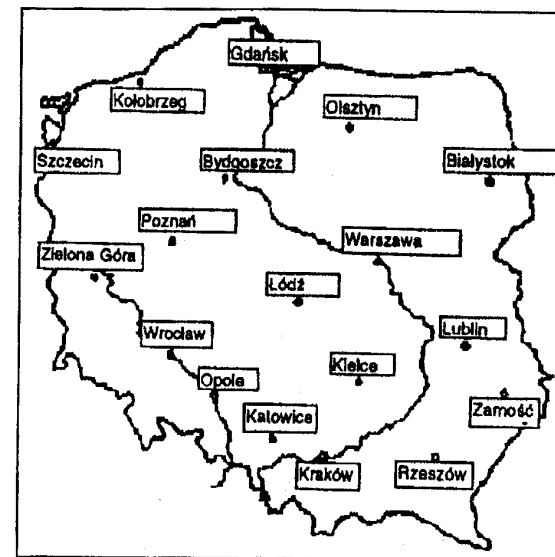 Gdańsk
Kołobrzeg
Olsztyn
Szczecin
Bydgoszcz
Białystok
Poznań
Warszawa
Zielona Góra
Łódź
Wrocław
Lublin
Kielce
Opole
Zamość
Katowice
Kraków
Rzeszów